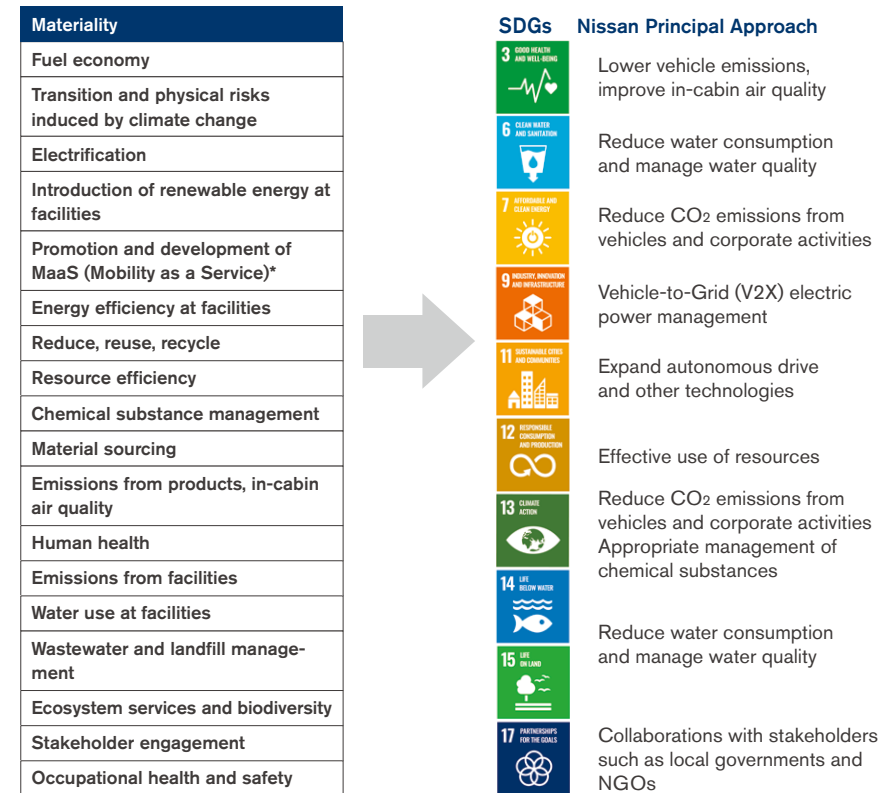 Materiality
Fuel economy
Transition and physical risks
induced by climate change
Electrification
Introduction of renewable energy at
facilities
Promotion and development of
MaaS (Mobility as a Service)*
Energy efficiency at facilities
Reduce, reuse, recycle
Resource efficiency
Chemical substance management
Material sourcing
Emissions from products, in-cabin
air quality
Human health
Emissions from facilities
Water use at facilities
Wastewater and landfill manage-
ment
Ecosystem services and biodiversity
Stakeholder engagement
Occupational health and safety
SDGs Nissan Principal Approach
3 GOOD HEALTH
AND WELL-BEING
Lower vehicle emissions,
improve in-cabin air quality
6 CLEAN WATER
AND SANITATION
Reduce water consumption
and manage water quality
7 AFFORDABLE AND
CLEAN ENERGY
Reduce CO2 emissions from
vehicles and corporate activities
9 INDUSTRY, INNOVATION
AND INFRASTRUCTURE
Vehicle-to-Grid (V2X) electric
power management
11 SUSTAINABLE CITIES
AND COMMUNITIES
Expand autonomous drive
and other technologies
12 RESPONSIBLE
CONSUMPTION
AND PRODUCTION
Effective use of resources
13 CLIMATE
ACTION
Reduce CO2 emissions from
vehicles and corporate activities
Appropriate management of
chemical substances
14 LIFE
BELOW WATER
15 LIFE
ON LAND
Reduce water consumption
and manage water quality
17 PARTNERSHIPS
FOR THE GOALS
Collaborations with stakeholders
such as local governments and
NGOs